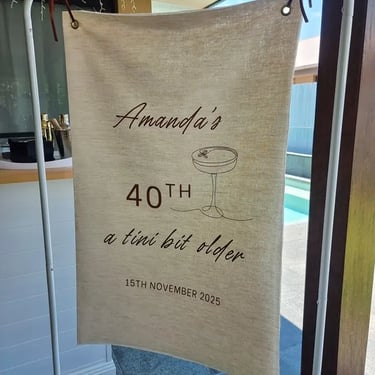 Amanda's
40TH
a tini bit older
15TH NOVEMBER 2025